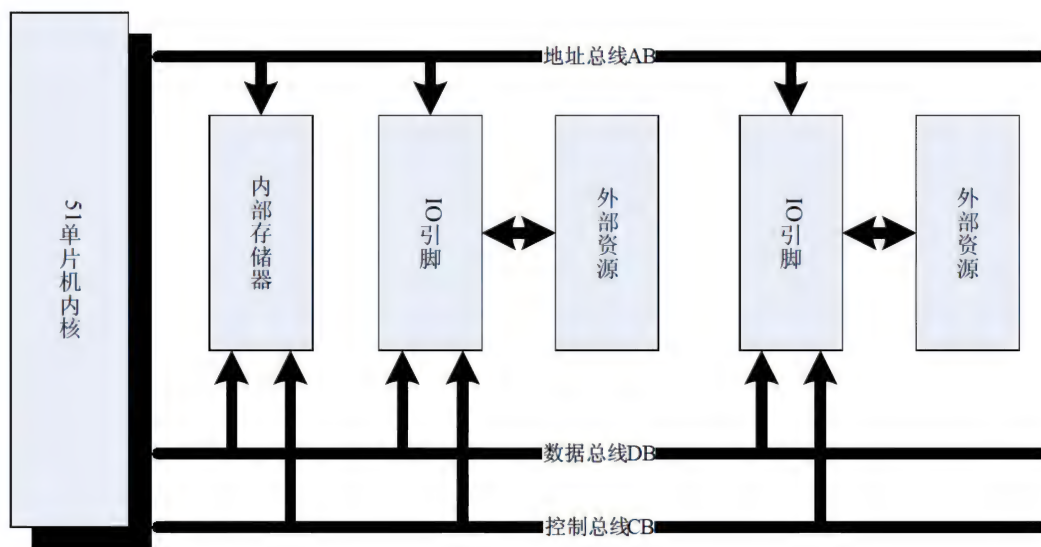 地址总线AB
51单片机内核
内部存储器
IO引脚
外部资源
IO引脚
外部资源
数据总线DB
控制总线CB